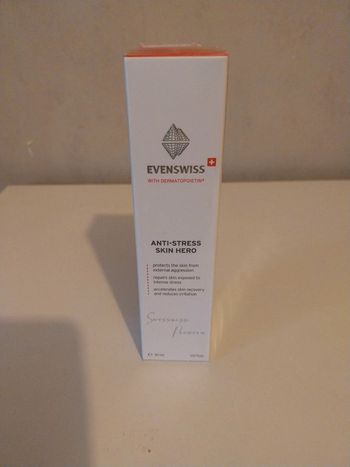 EVENSWISS
WITH DERMATOPOIETIN®
ANTI-STRESS
SKIN HERO
protects the skin from
external aggression
repairs skin exposed to
intense stress
accelerates skin recovery
and reduces irritation